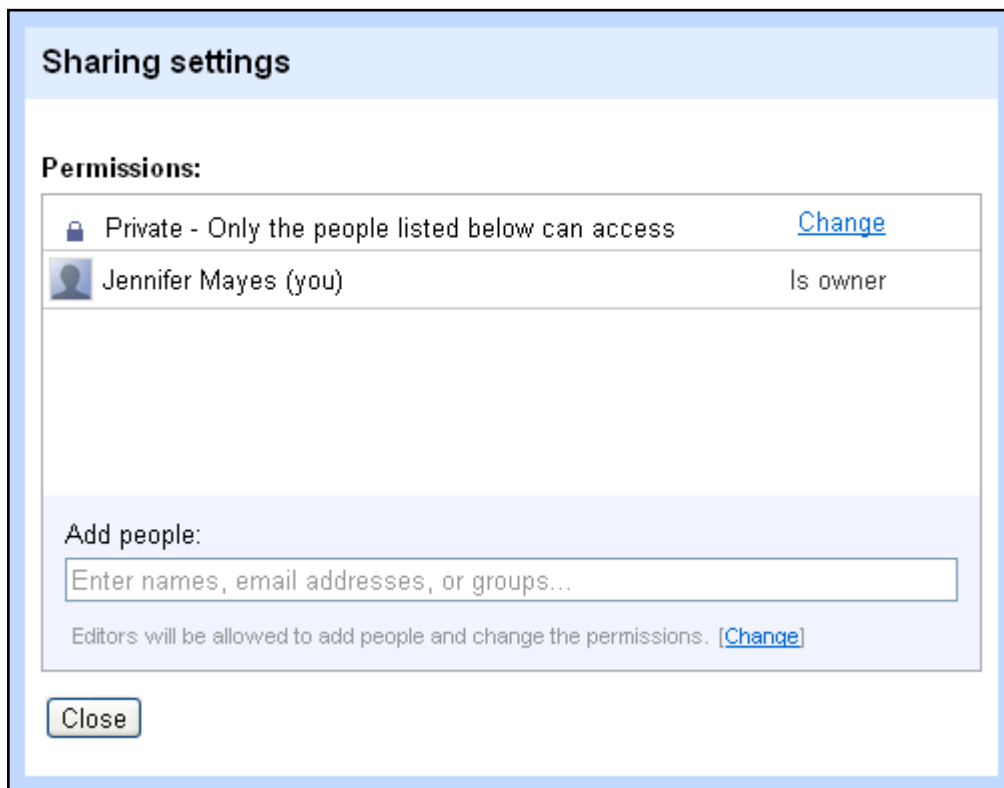 Sharing settings
Permissions:
Private - Only the people listed below can access Change
Jennifer Mayes (you) Is owner
Add people:
Enter names, email addresses, or groups...
Editors will be allowed to add people and change the permissions. [Change]
Close